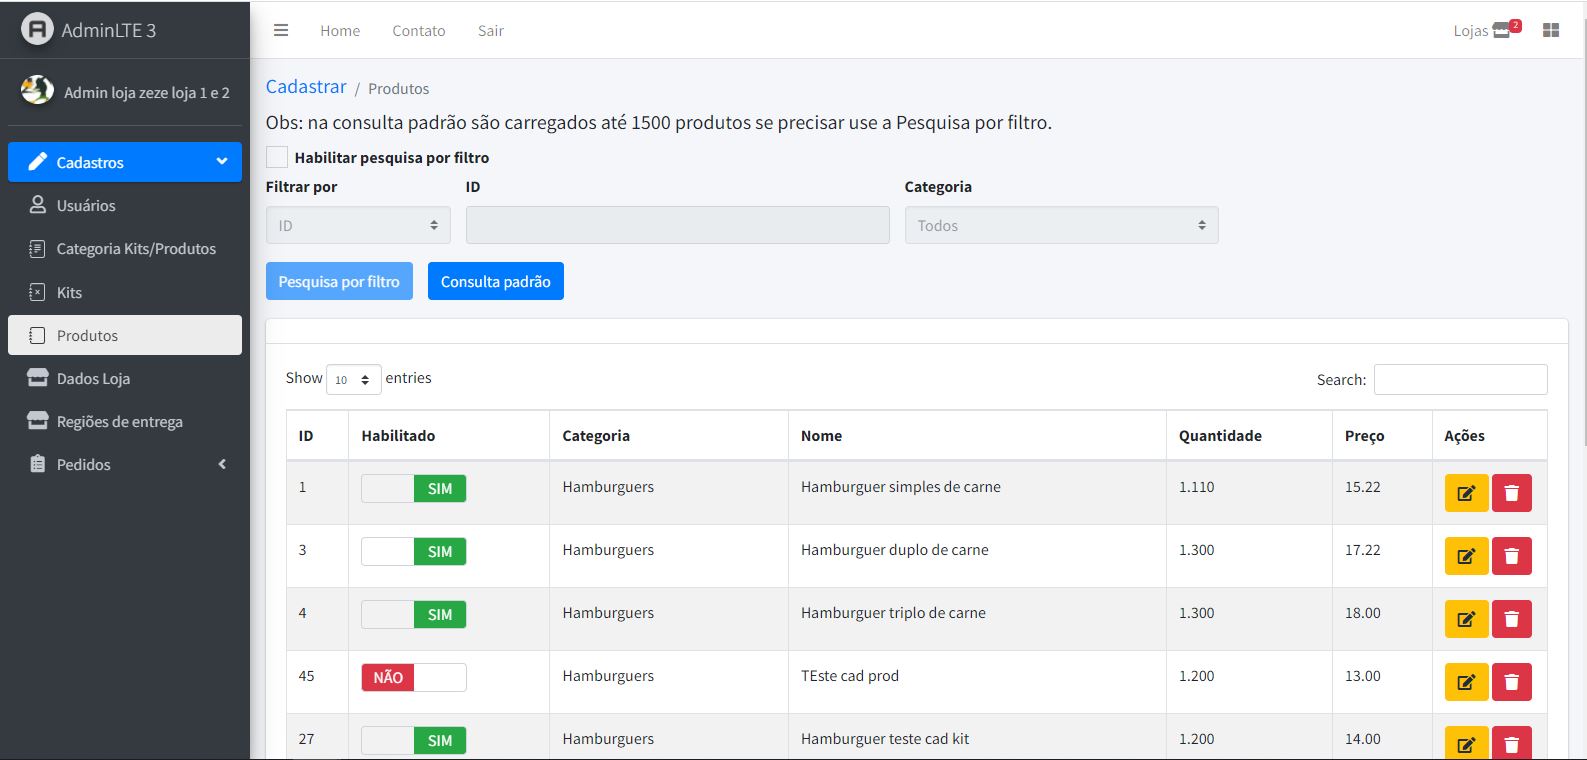 AdminLTE 3
Home Contato Sair
Lojas 2
Admin loja zeze loja 1 e 2
Cadastros
Usuários
Categoria Kits/Produtos
Kits
Produtos
Dados Loja
Regiões de entrega
Pedidos
Cadastrar / Produtos
Obs: na consulta padrão são carregados até 1500 produtos se precisar use a Pesquisa por filtro.
Habilitar pesquisa por filtro
Filtrar por ID Categoria
ID Todos
Pesquisa por filtro Consulta padrão
Show 10 entries Search:
ID Habilitado Categoria Nome Quantidade Preço Ações
1 SIM Hamburguers Hamburguer simples de carne 1.110 15.22
3 SIM Hamburguers Hamburguer duplo de carne 1.300 17.22
4 SIM Hamburguers Hamburguer triplo de carne 1.300 18.00
45 NÃO Hamburguers TEste cad prod 1.200 13.00
27 SIM Hamburguers Hamburguer teste cad kit 1.200 14.00